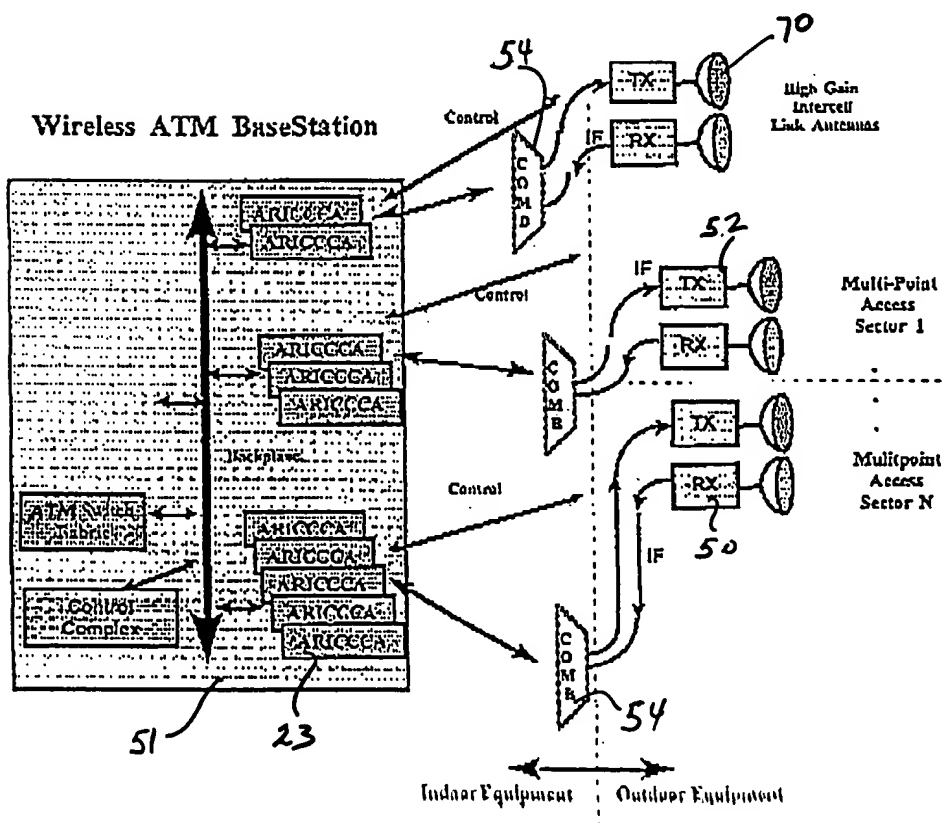 70
54
TX
High Gain
Intercell
Link Antennas
Control
Wireless ATM BaseStation
IF
RX
COMB
ARICCCA
ARICCCA
52
IF
TX
Multi-Point
Access
Sector 1
Control
RX
ARICCCA
ARICCCA
ARICCCA
COMB
TX
Backplane
Mulitpoint
Access
Sector N
RX
Control
50
ATM Switch
Fabric
ARICCCA
ARICCCA
ARICCCA
ARICCCA
ARICCCA
IF
Control
Complex
COMB
54
51
23
Indoor Equipment
Outdoor Equipment